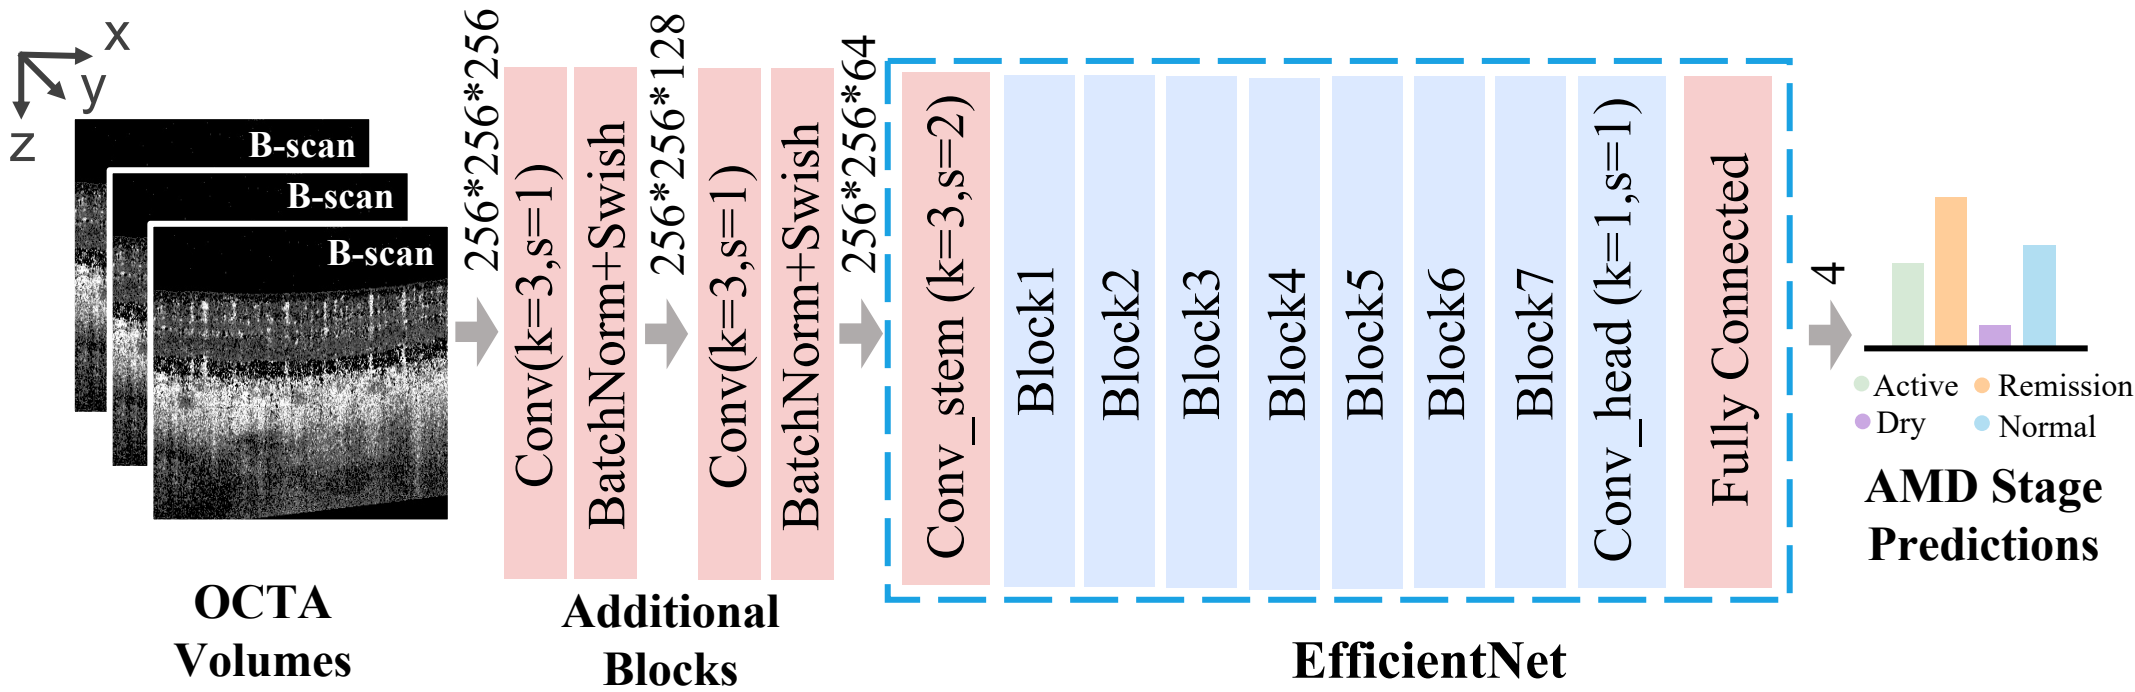 x
y
z
B-scan
B-scan
B-scan
OCTA
Volumes
256*256*256
Conv(k=3,s=1)
BatchNorm+Swish
256*256*128
Conv(k=3,s=1)
BatchNorm+Swish
256*256*64
Additional
Blocks
Conv_stem (k=3,s=2)
Block1
Block2
Block3
Block4
Block5
Block6
Block7
Conv_head (k=1,s=1)
Fully Connected
EfficientNet
4
Active
Remission
Dry
Normal
AMD Stage
Predictions